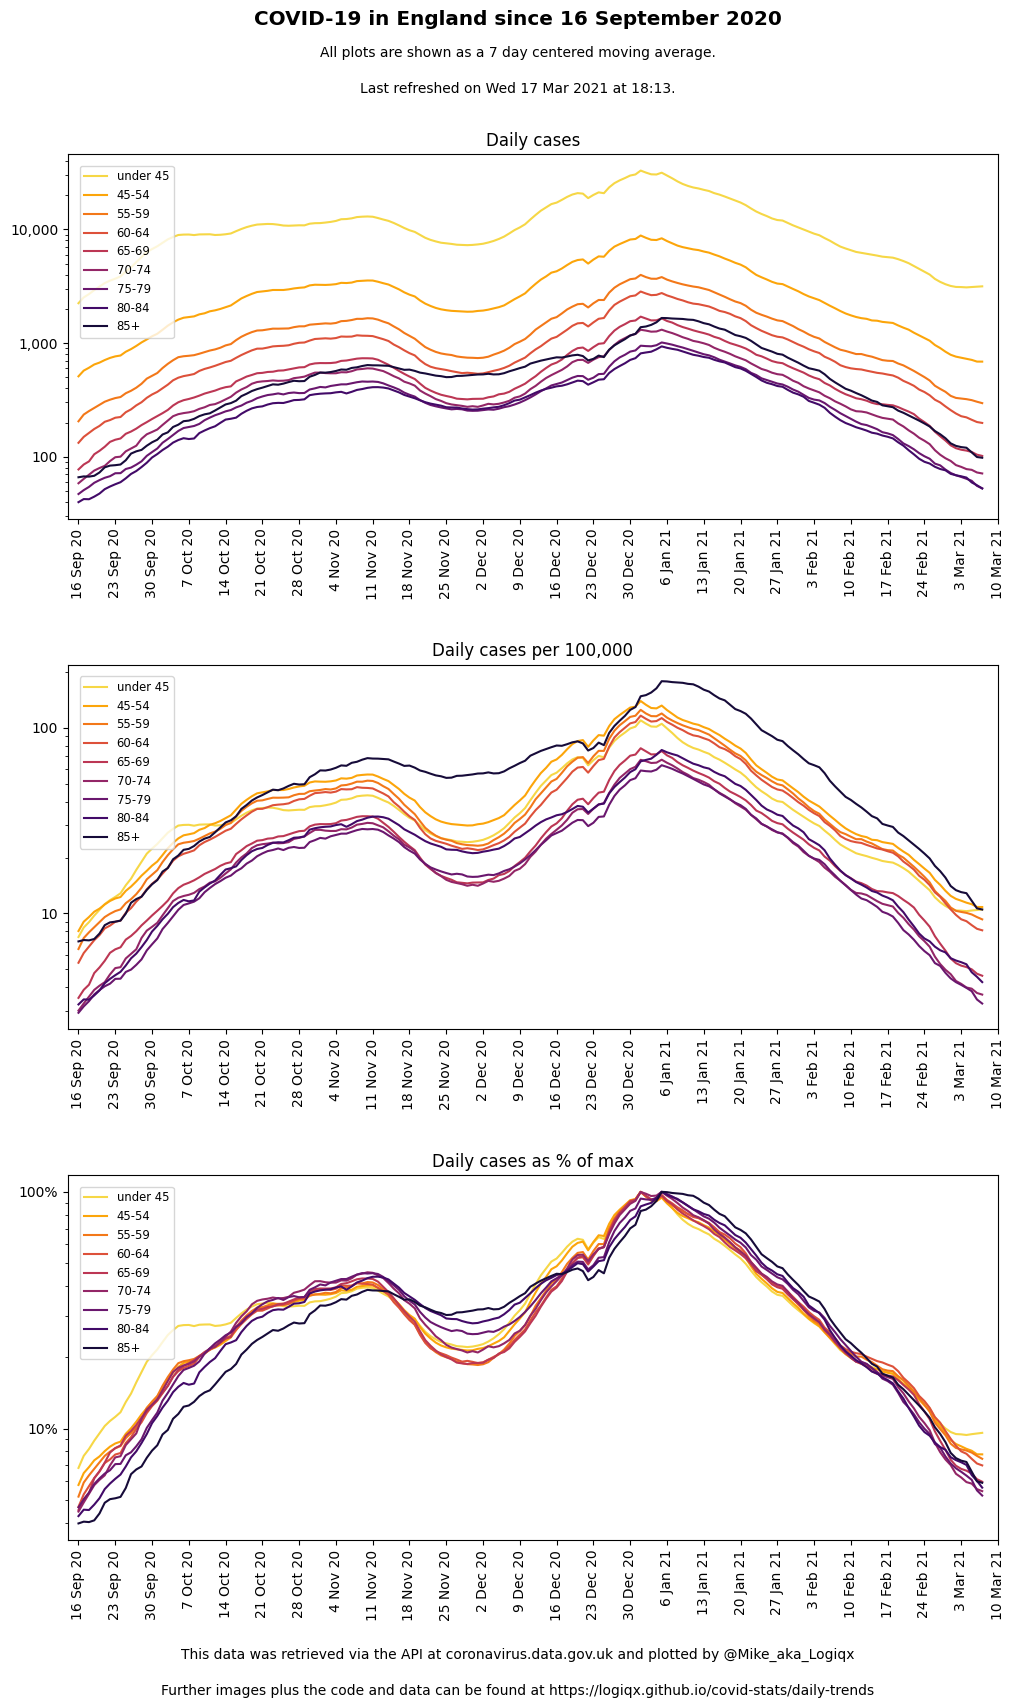 COVID-19 in England since 16 September 2020
All plots are shown as a 7 day centered moving average.
Last refreshed on Wed 17 Mar 2021 at 18:13.
Daily cases
under 45
45-54
55-59
60-64
65-69
70-74
75-79
80-84
85+
10,000
1,000
100
16 Sep 20
23 Sep 20
30 Sep 20
7 Oct 20
14 Oct 20
21 Oct 20
28 Oct 20
4 Nov 20
11 Nov 20
18 Nov 20
25 Nov 20
2 Dec 20
9 Dec 20
16 Dec 20
23 Dec 20
30 Dec 20
6 Jan 21
13 Jan 21
20 Jan 21
27 Jan 21
3 Feb 21
10 Feb 21
17 Feb 21
24 Feb 21
3 Mar 21
10 Mar 21
Daily cases per 100,000
under 45
45-54
55-59
60-64
65-69
70-74
75-79
80-84
85+
100
10
16 Sep 20
23 Sep 20
30 Sep 20
7 Oct 20
14 Oct 20
21 Oct 20
28 Oct 20
4 Nov 20
11 Nov 20
18 Nov 20
25 Nov 20
2 Dec 20
9 Dec 20
16 Dec 20
23 Dec 20
30 Dec 20
6 Jan 21
13 Jan 21
20 Jan 21
27 Jan 21
3 Feb 21
10 Feb 21
17 Feb 21
24 Feb 21
3 Mar 21
10 Mar 21
Daily cases as % of max
under 45
45-54
55-59
60-64
65-69
70-74
75-79
80-84
85+
100%
10%
16 Sep 20
23 Sep 20
30 Sep 20
7 Oct 20
14 Oct 20
21 Oct 20
28 Oct 20
4 Nov 20
11 Nov 20
18 Nov 20
25 Nov 20
2 Dec 20
9 Dec 20
16 Dec 20
23 Dec 20
30 Dec 20
6 Jan 21
13 Jan 21
20 Jan 21
27 Jan 21
3 Feb 21
10 Feb 21
17 Feb 21
24 Feb 21
3 Mar 21
10 Mar 21
This data was retrieved via the API at coronavirus.data.gov.uk and plotted by @Mike_aka_Logiqx
Further images plus the code and data can be found at https://logiqx.github.io/covid-stats/daily-trends